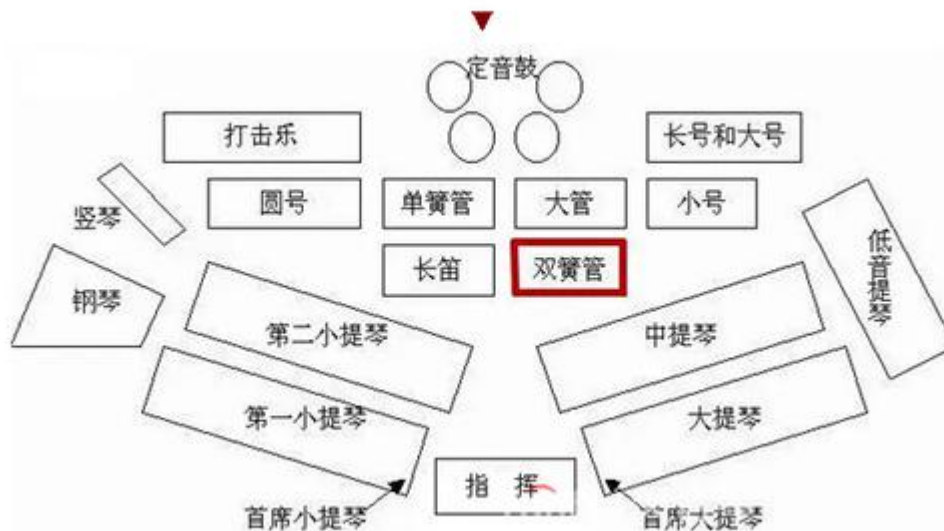 定音鼓
打击乐
长号和大号
圆号
单簧管
大管
小号
竖琴
长笛
双簧管
低音提琴
钢琴
第二小提琴
中提琴
第一小提琴
大提琴
指 挥
首席小提琴
首席大提琴